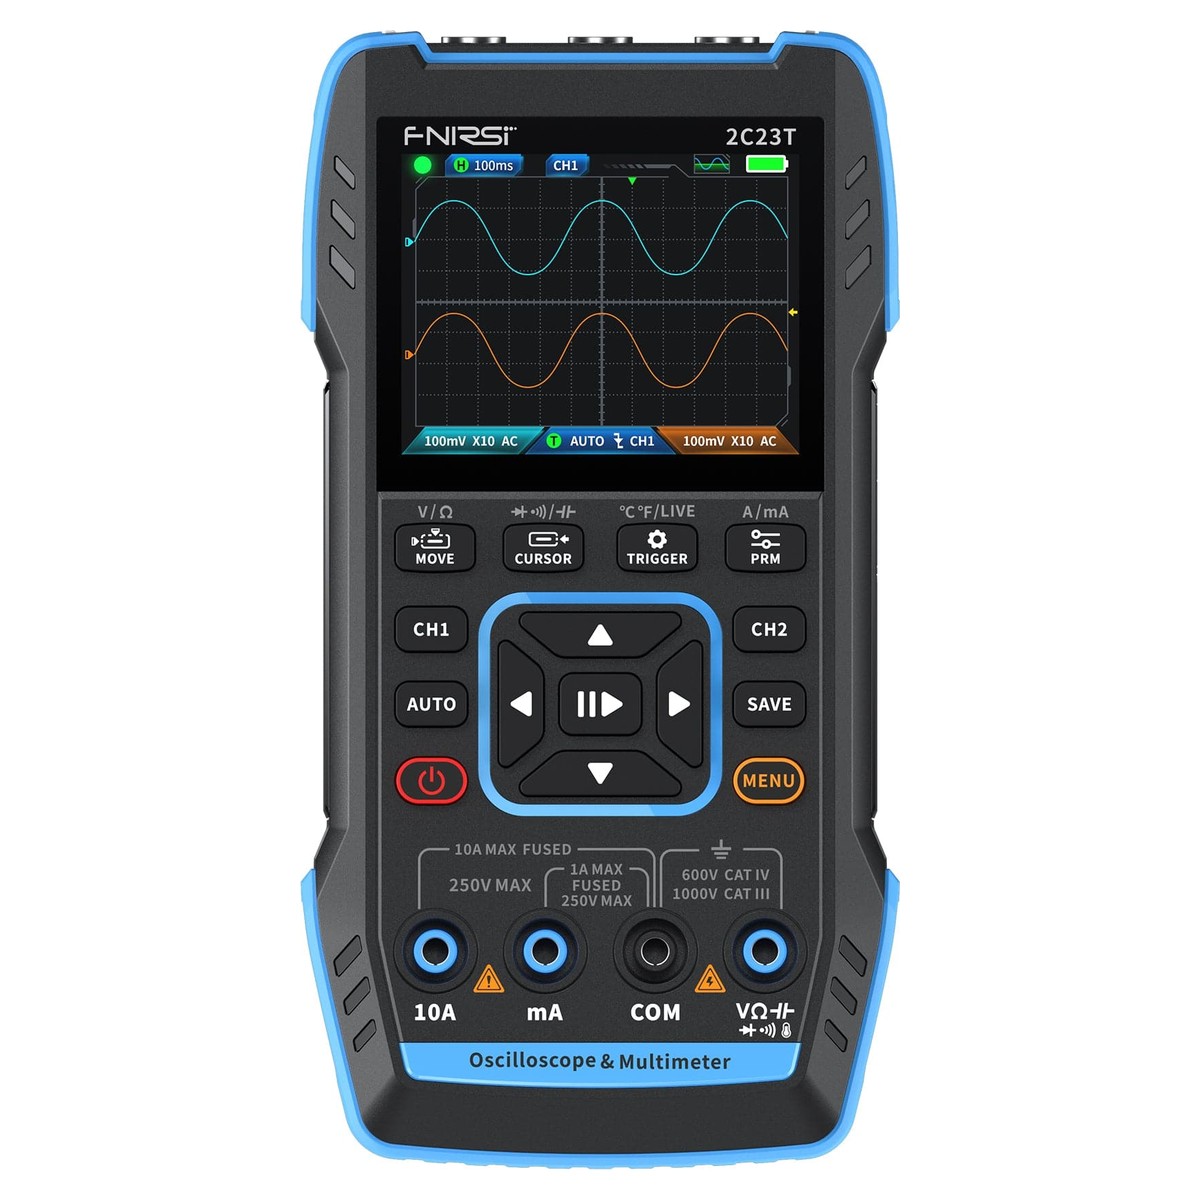 FNIRSI 2C23T
H 100ms CH1
100mV X10 AC T AUTO CH1 100mV X10 AC
V/Ω °C°F/LIVE A/mA
MOVE CURSOR TRIGGER PRM
CH1 CH2
AUTO SAVE
MENU
10A MAX FUSED
250V MAX
1A MAX
FUSED
250V MAX
600V CAT IV
1000V CAT III
10A mA COM VΩ
Oscilloscope & Multimeter